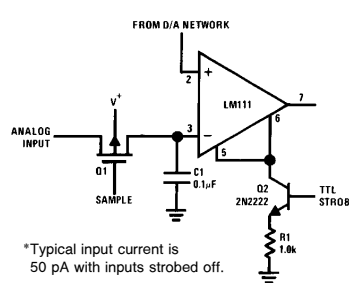 FROM D/A NETWORK
2
+
LM111
7
V+
6
ANALOG
INPUT
3
−
5
Q1
C1
0.1µF
Q2
2N2222
TTL
STROB
SAMPLE
R1
1.0k
*Typical input current is
50 pA with inputs strobed off.